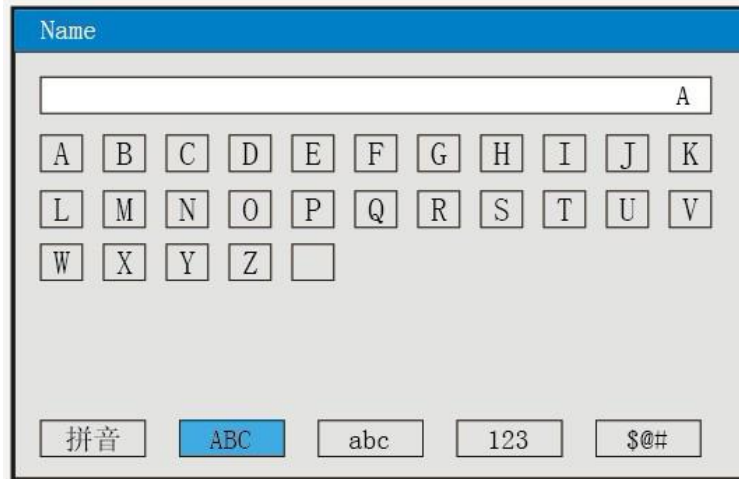 Name
A
A B C D E F G H I J K
L M N O P Q R S T U V
W X Y Z
拼音 ABC abc 123 $@#